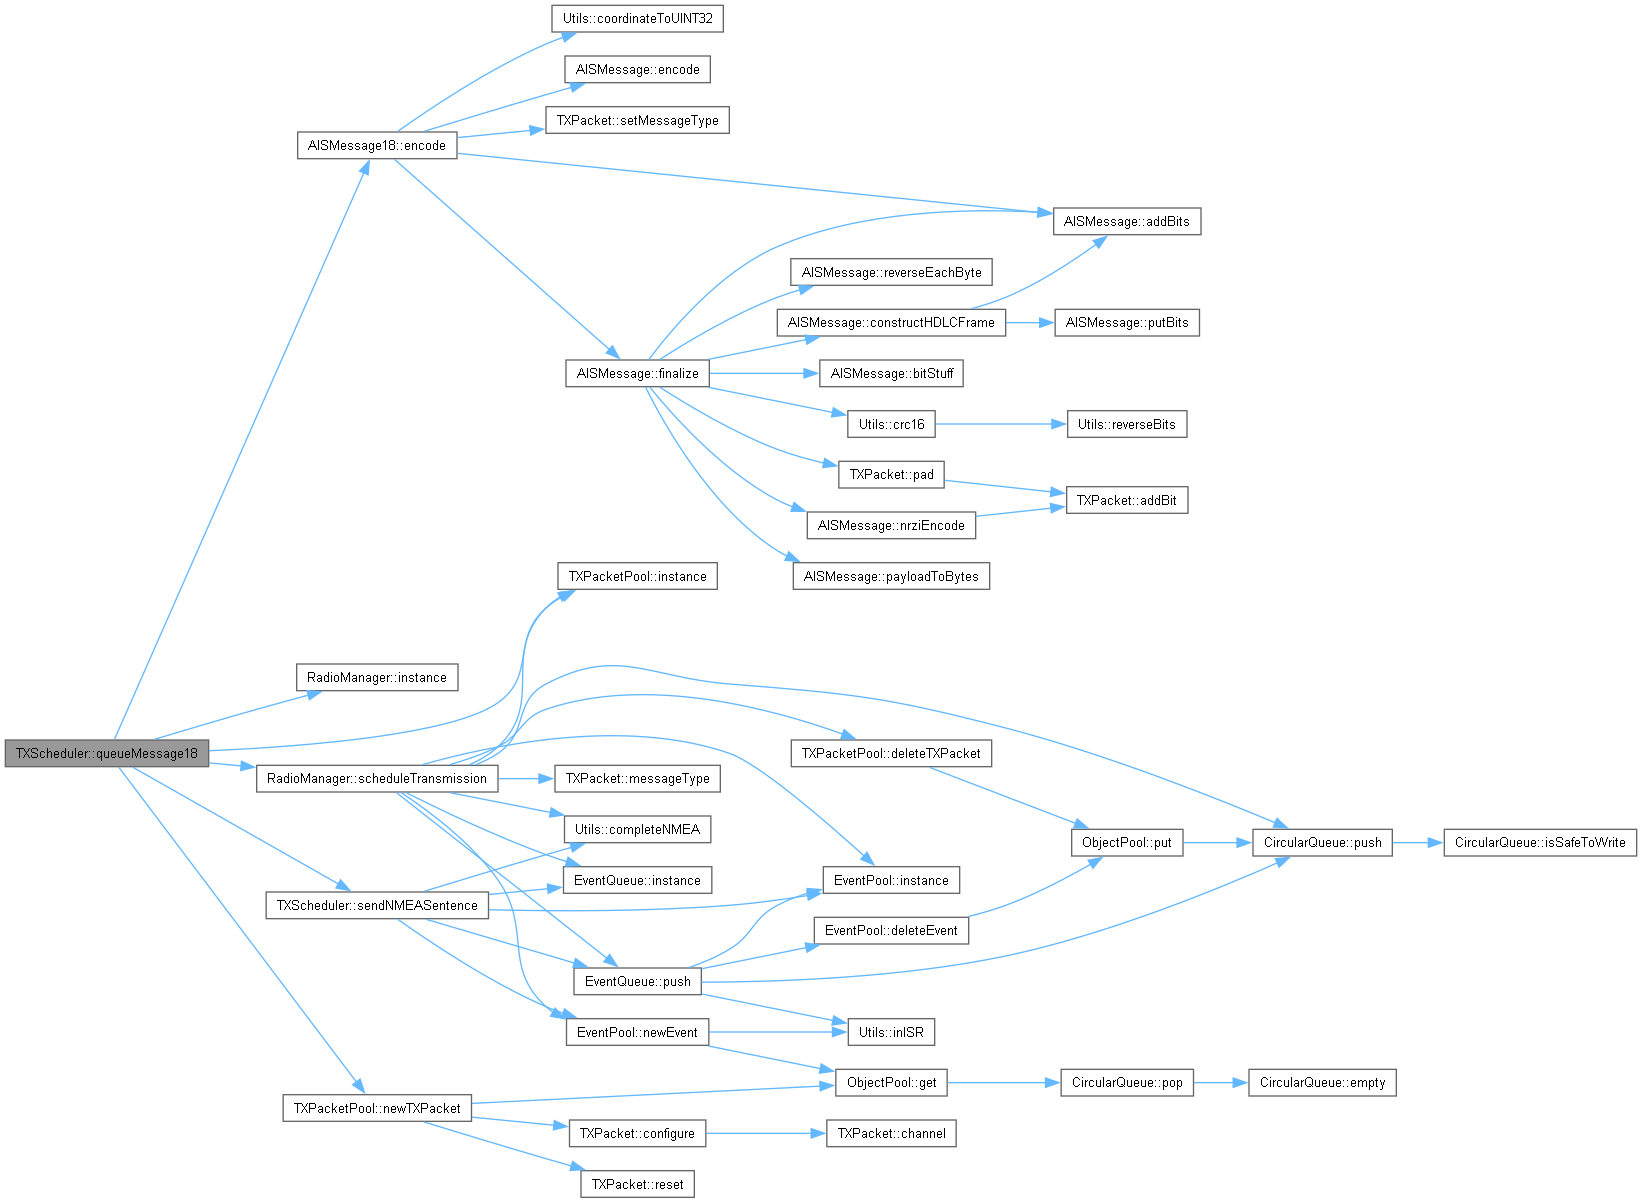 Utils::coordinateToUINT32
AISMessage::encode
TXPacket::setMessageType
AISMessage18::encode
AISMessage::addBits
AISMessage::reverseEachByte
AISMessage::constructHDLCFrame
AISMessage::putBits
AISMessage::finalize
AISMessage::bitStuff
Utils::crc16
Utils::reverseBits
TXPacket::pad
TXPacket::addBit
AISMessage::nrziEncode
TXPacketPool::instance
AISMessage::payloadToBytes
RadioManager::instance
TXScheduler::queueMessage18
TXPacketPool::deleteTXPacket
RadioManager::scheduleTransmission
TXPacket::messageType
Utils::completeNMEA
ObjectPool::put
CircularQueue::push
CircularQueue::isSafeToWrite
EventQueue::instance
EventPool::instance
TXScheduler::sendNMEASentence
EventPool::deleteEvent
EventQueue::push
EventPool::newEvent
Utils::inISR
ObjectPool::get
CircularQueue::pop
CircularQueue::empty
TXPacketPool::newTXPacket
TXPacket::configure
TXPacket::channel
TXPacket::reset